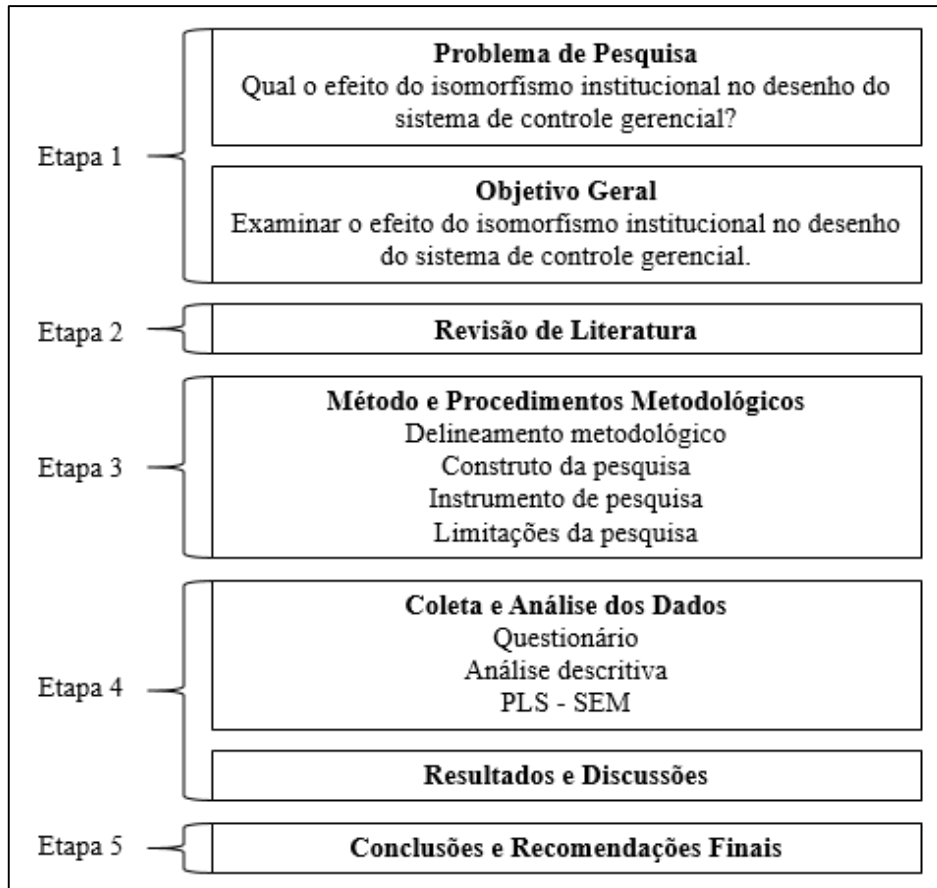 Problema de Pesquisa
Qual o efeito do isomorfismo institucional no desenho do
sistema de controle gerencial?
Etapa 1
Objetivo Geral
Examinar o efeito do isomorfismo institucional no desenho
do sistema de controle gerencial.
Etapa 2
Revisão de Literatura
Método e Procedimentos Metodológicos
Delineamento metodológico
Etapa 3
Construto da pesquisa
Instrumento de pesquisa
Limitações da pesquisa
Coleta e Análise dos Dados
Questionário
Análise descritiva
Etapa 4
PLS - SEM
Resultados e Discussões
Etapa 5
Conclusões e Recomendações Finais